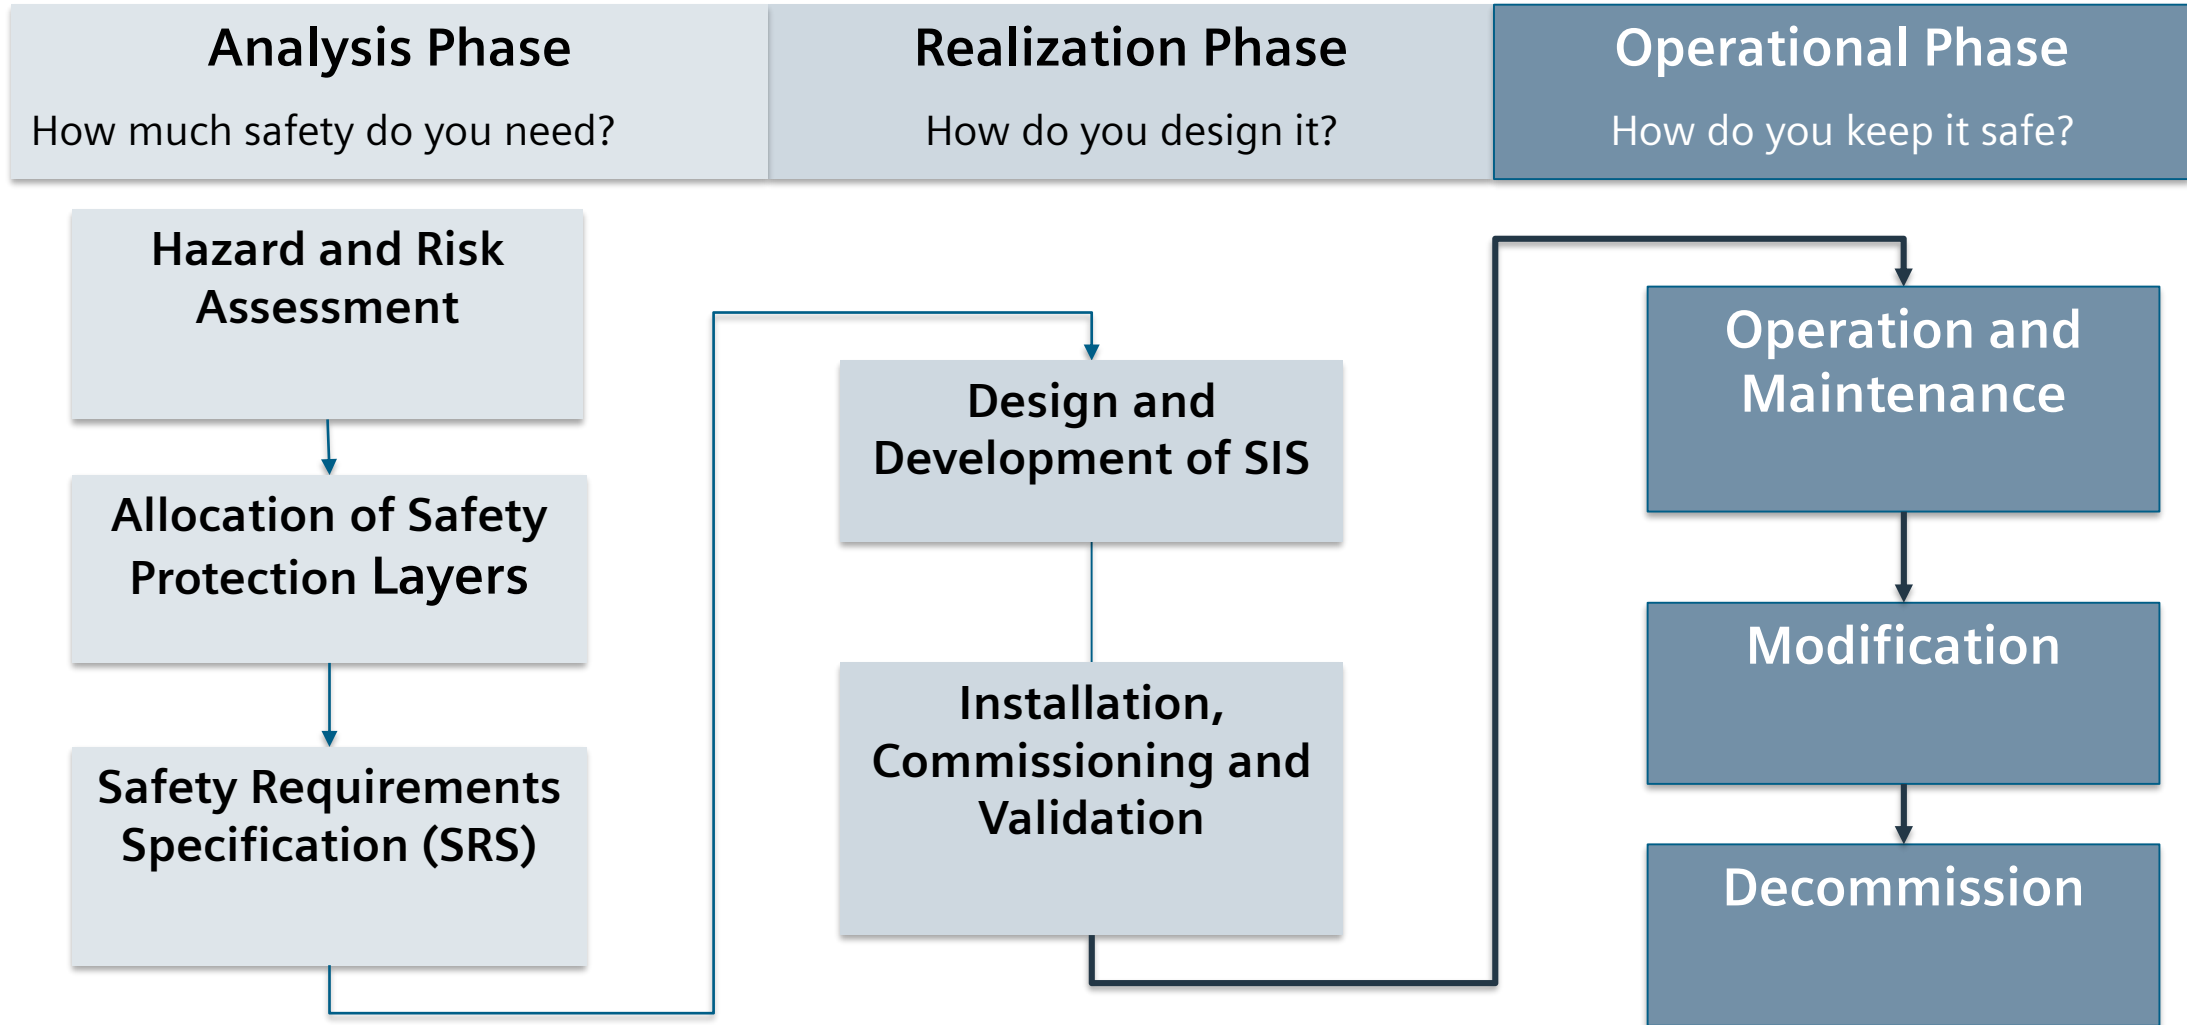 Analysis Phase
How much safety do you need?
Realization Phase
How do you design it?
Operational Phase
How do you keep it safe?
Hazard and Risk
Assessment
Allocation of Safety
Protection Layers
Safety Requirements
Specification (SRS)
Design and
Development of SIS
Installation,
Commissioning and
Validation
Operation and
Maintenance
Modification
Decommission